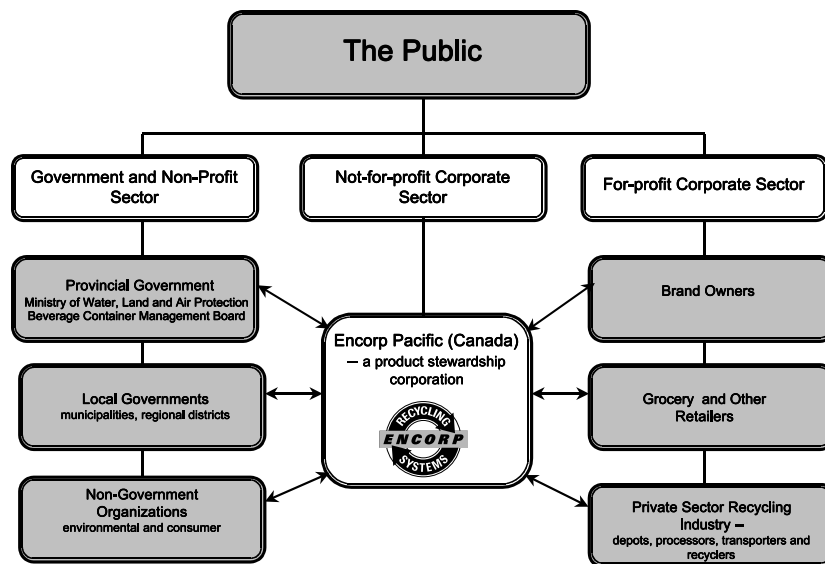 The Public
Government and Non-Profit
Sector
Not-for-profit Corporate
Sector
For-profit Corporate Sector
Provincial Government
Ministry of Water, Land and Air Protection
Beverage Container Management Board
Local Governments
municipalities, regional districts
Non-Government
Organizations
environmental and consumer
Encorp Pacific (Canada)
– a product stewardship
corporation
RECYCLING
ENCORP
SYSTEMS
Brand Owners
Grocery and Other
Retailers
Private Sector Recycling
Industry –
depots, processors, transporters and
recyclers